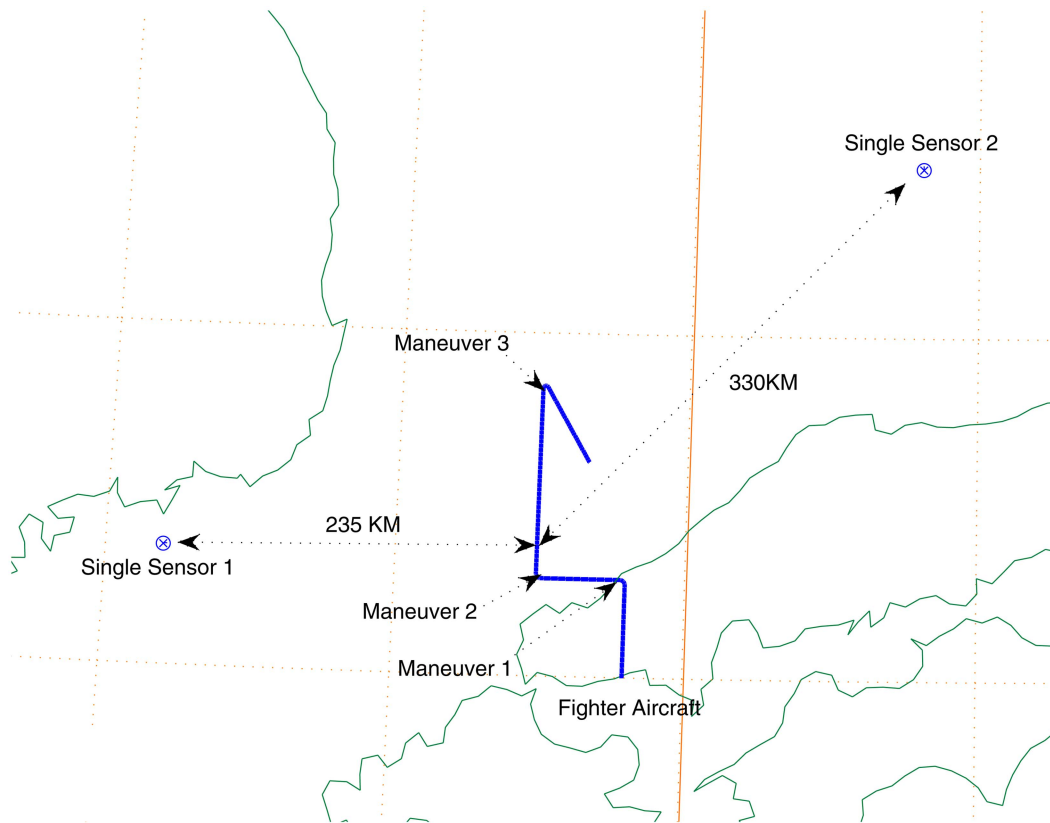 Single Sensor 2
Maneuver 3
330KM
235 KM
Single Sensor 1
Maneuver 2
Maneuver 1
Fighter Aircraft